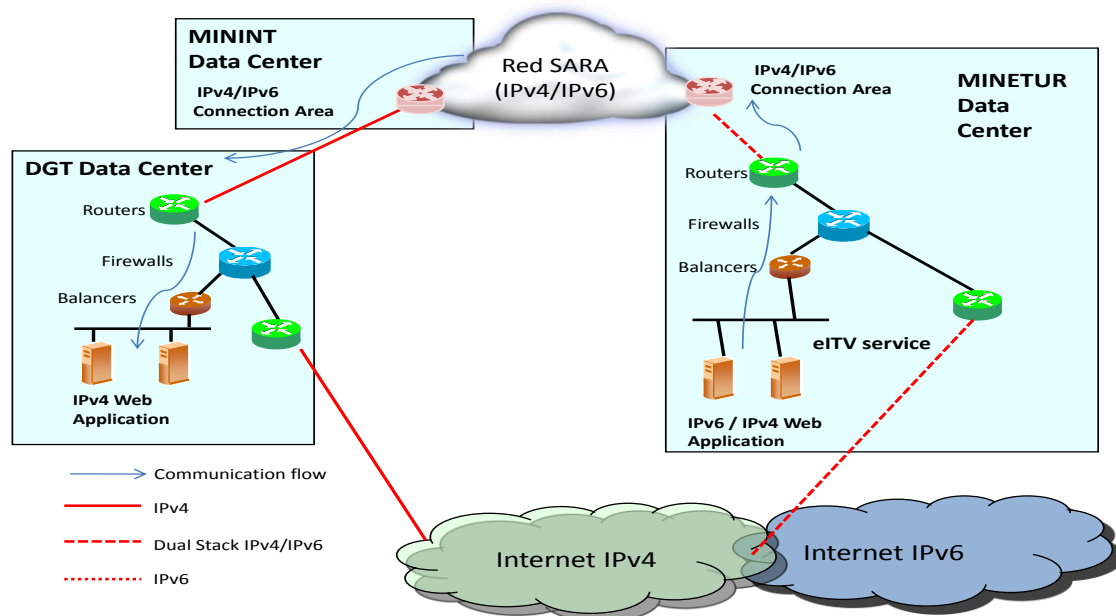 MININT
Data Center
IPv4/IPv6
Connection Area
Red SARA
(IPv4/IPv6)
IPv4/IPv6
Connection Area
MINETUR
Data
Center
DGT Data Center
Routers
Firewalls
Balancers
IPv4 Web
Application
Routers
Firewalls
Balancers
eITV service
IPv6 / IPv4 Web
Application
Communication flow
IPv4
Dual Stack IPv4/IPv6
IPv6
Internet IPv4
Internet IPv6